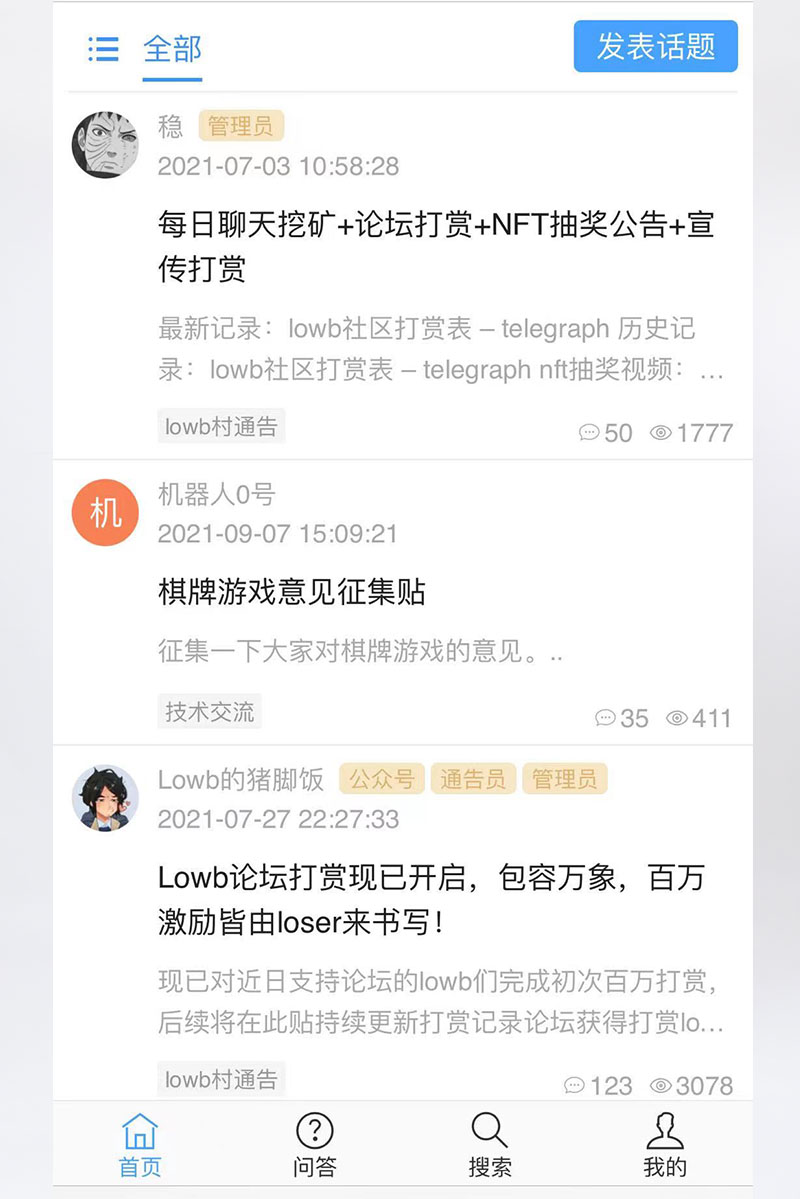 全部
发表话题
稳 管理员
2021-07-03 10:58:28
每日聊天挖矿+论坛打赏+NFT抽奖公告+宣
传打赏
最新记录：lowb社区打赏表 – telegraph 历史记
录：lowb社区打赏表 – telegraph nft抽奖视频：…
lowb村通告
50 1777
机
机器人0号
2021-09-07 15:09:21
棋牌游戏意见征集贴
征集一下大家对棋牌游戏的意见。..
技术交流
35 411
Lowb的猪脚饭 公众号 通告员 管理员
2021-07-27 22:27:33
Lowb论坛打赏现已开启，包容万象，百万
激励皆由loser来书写！
现已对近日支持论坛的lowb们完成初次百万打赏，
后续将在此贴持续更新打赏记录论坛获得打赏lo…
lowb村通告
123 3078
首页 问答 搜索 我的